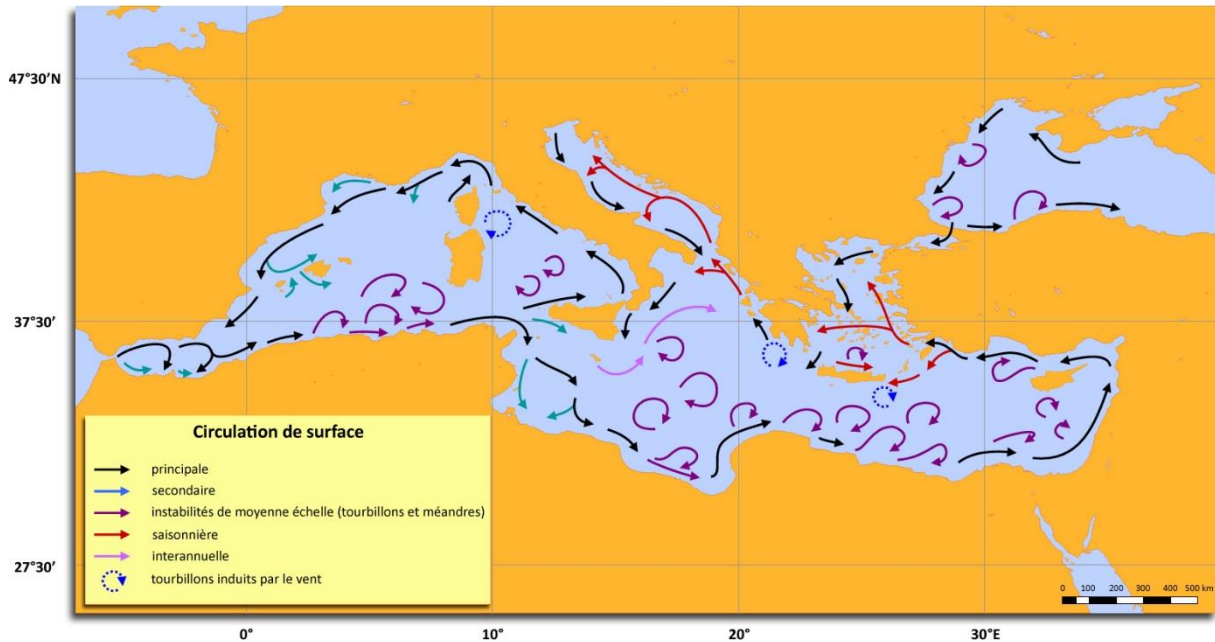 47°30'N
37°30'
27°30'
Circulation de surface
principale
secondaire
instabilités de moyenne échelle (tourbillons et méandres)
saisonnière
interannuelle
tourbillons induits par le vent
0 100 200 300 400 500 km
0° 10° 20° 30°E